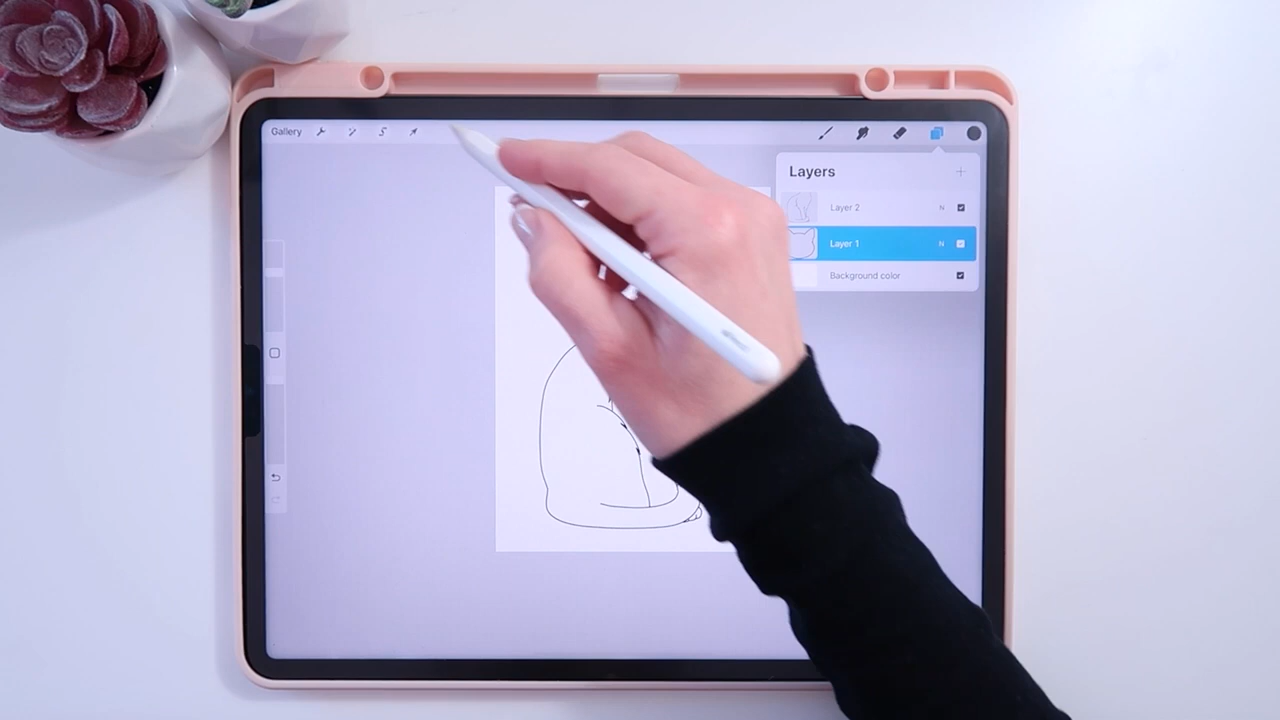 Gallery
Layers
Layer 2 N
Layer 1 N
Background color